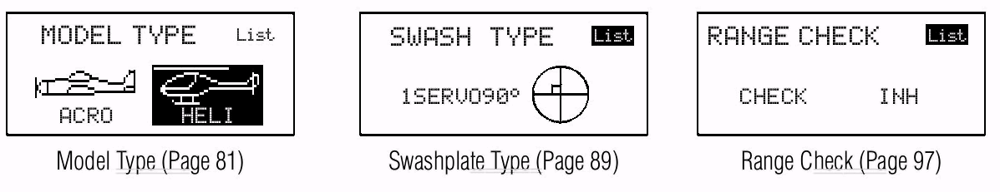 MODEL TYPE List
ACRO HELI
Model Type (Page 81)
SWASH TYPE List
1SERVO90°
Swashplate Type (Page 89)
RANGE CHECK List
CHECK INH
Range Check (Page 97)